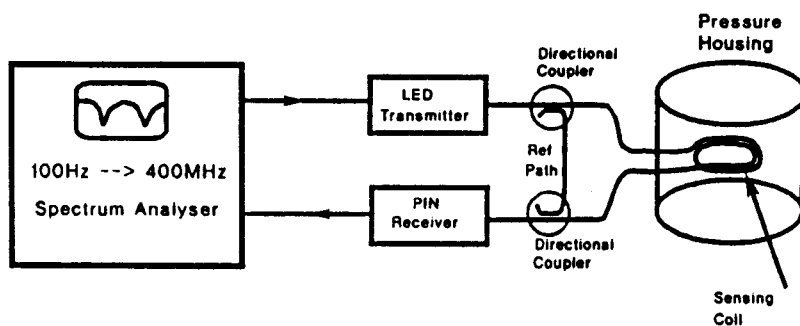 Pressure
Housing
Directional
Coupler
LED
Transmitter
100Hz --> 400MHz
Spectrum Analyser
Ref
Path
PIN
Receiver
Directional
Coupler
Sensing
Coil